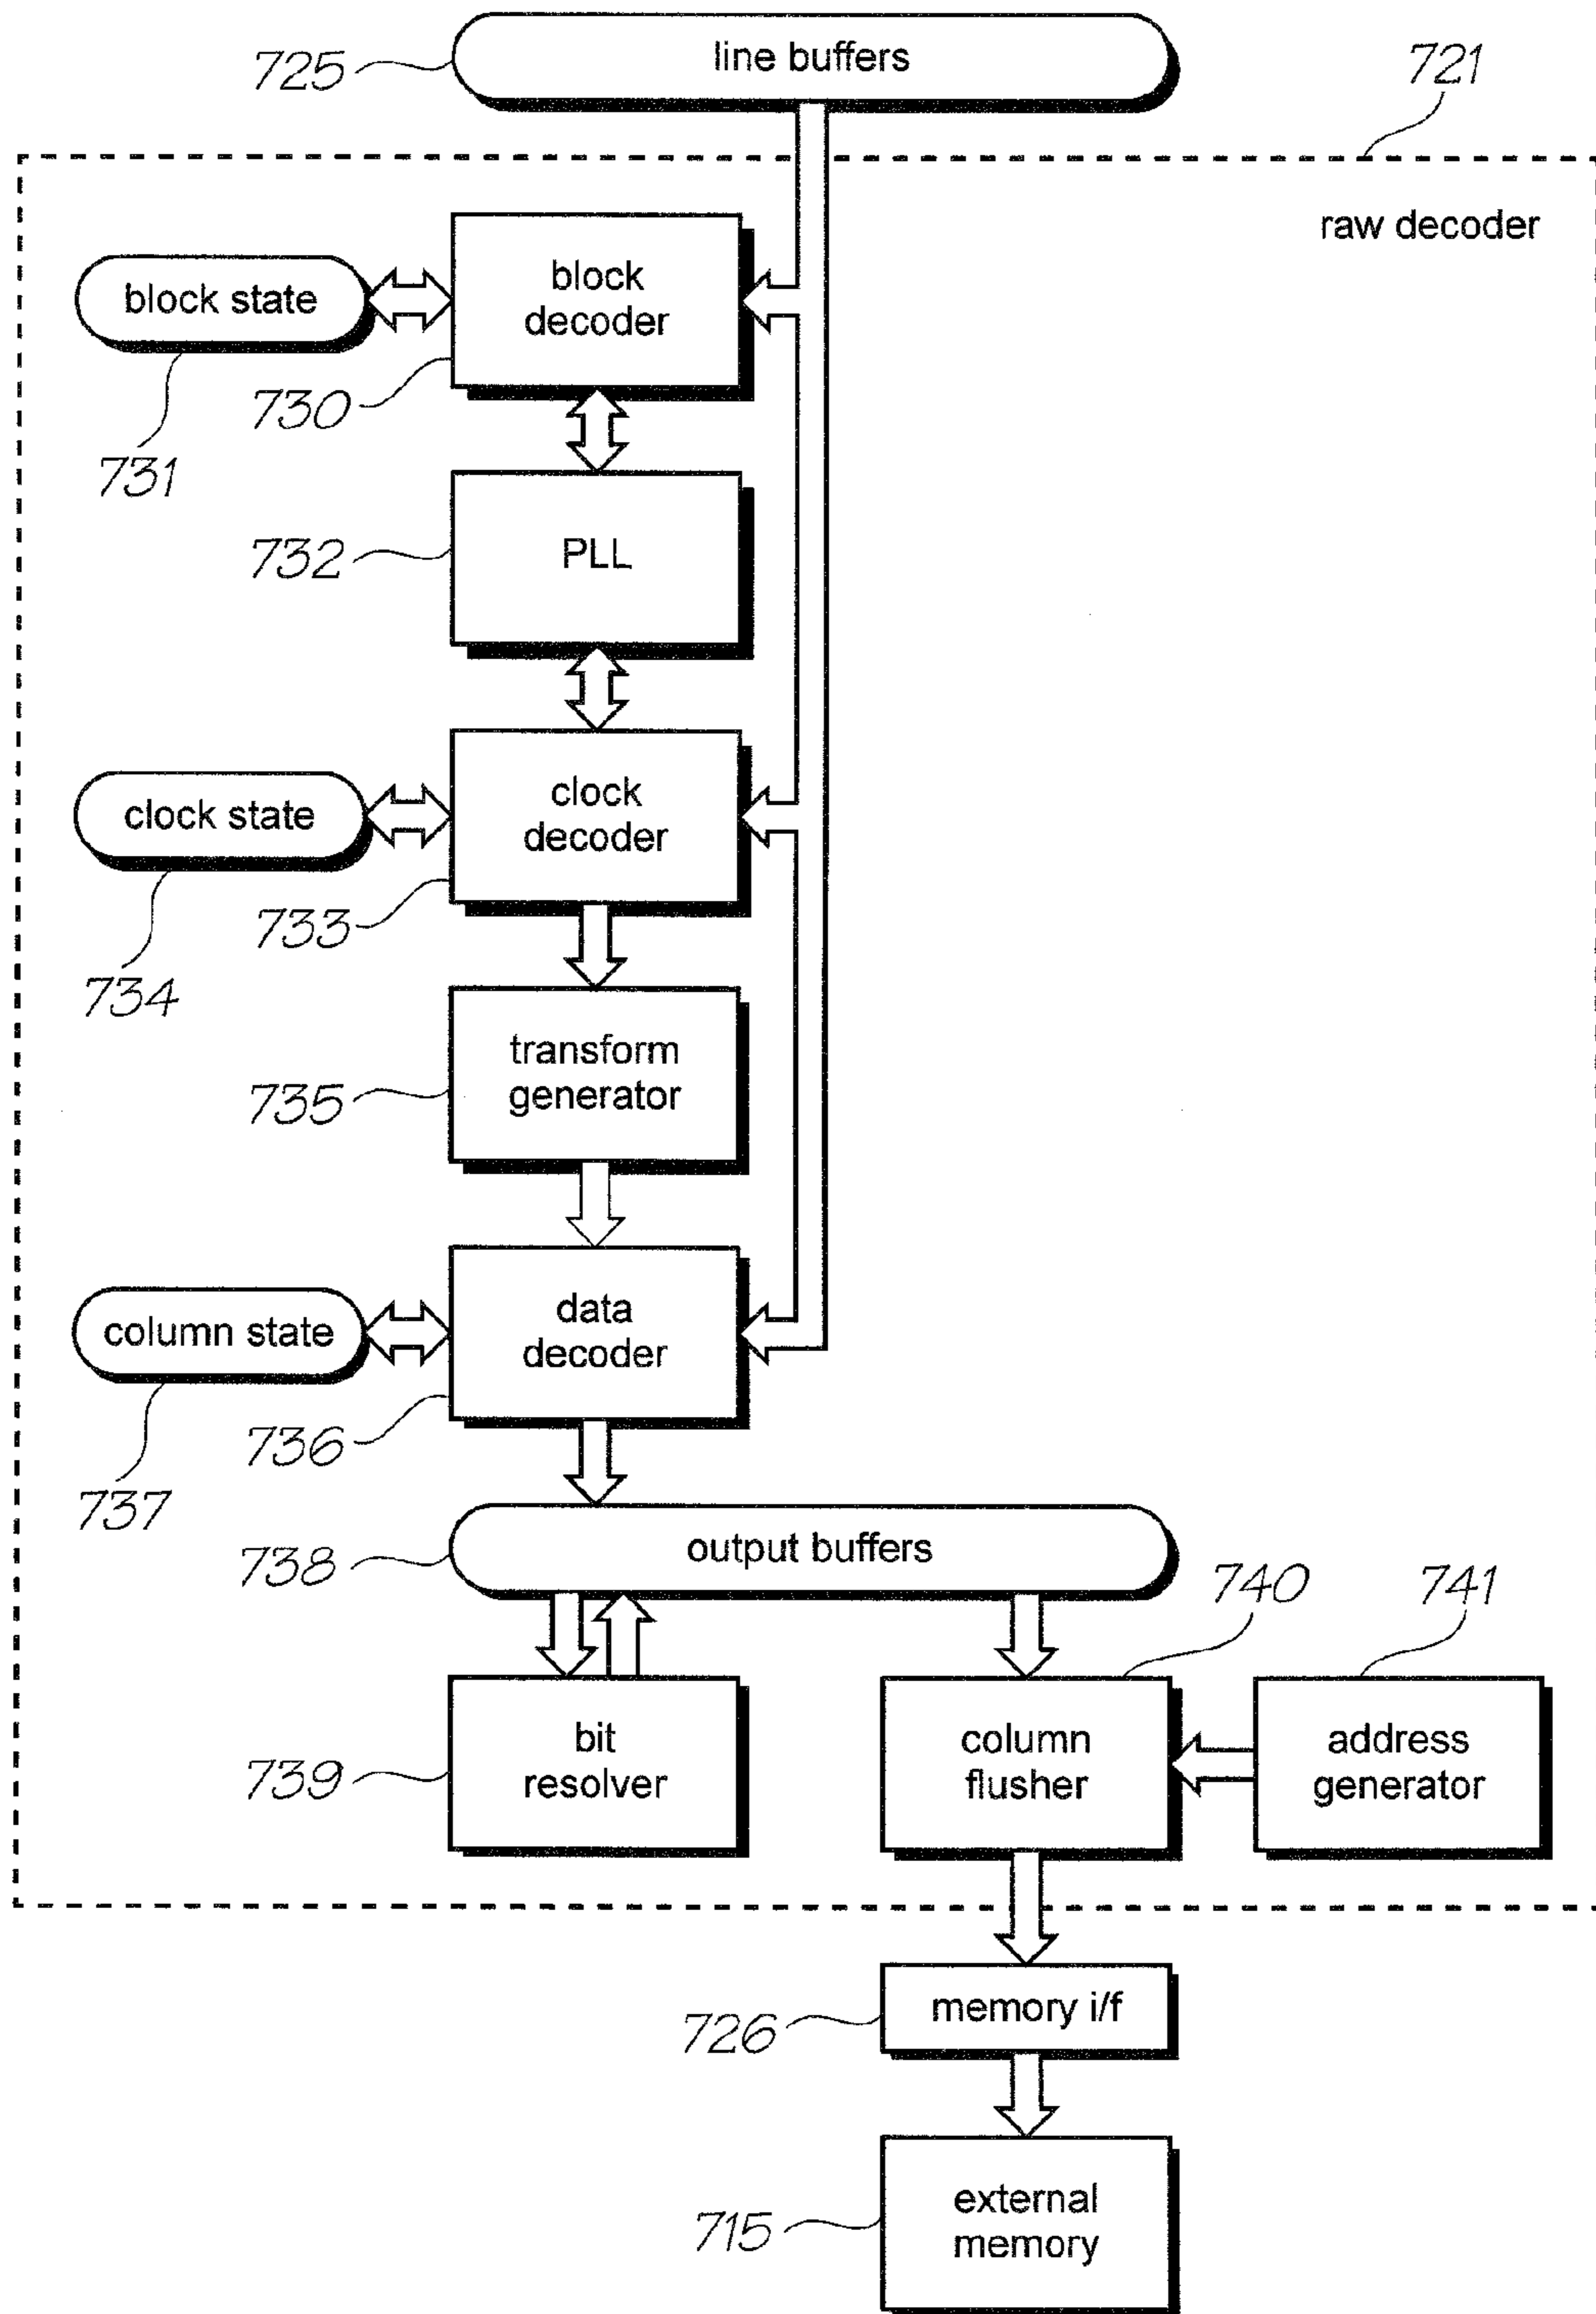 725
line buffers
721
raw decoder
block state
block
decoder
730
731
732
PLL
clock state
clock
decoder
733
734
735
transform
generator
column state
data
decoder
736
737
738
output buffers
740
741
739
bit
resolver
column
flusher
address
generator
726
memory i/f
715
external
memory